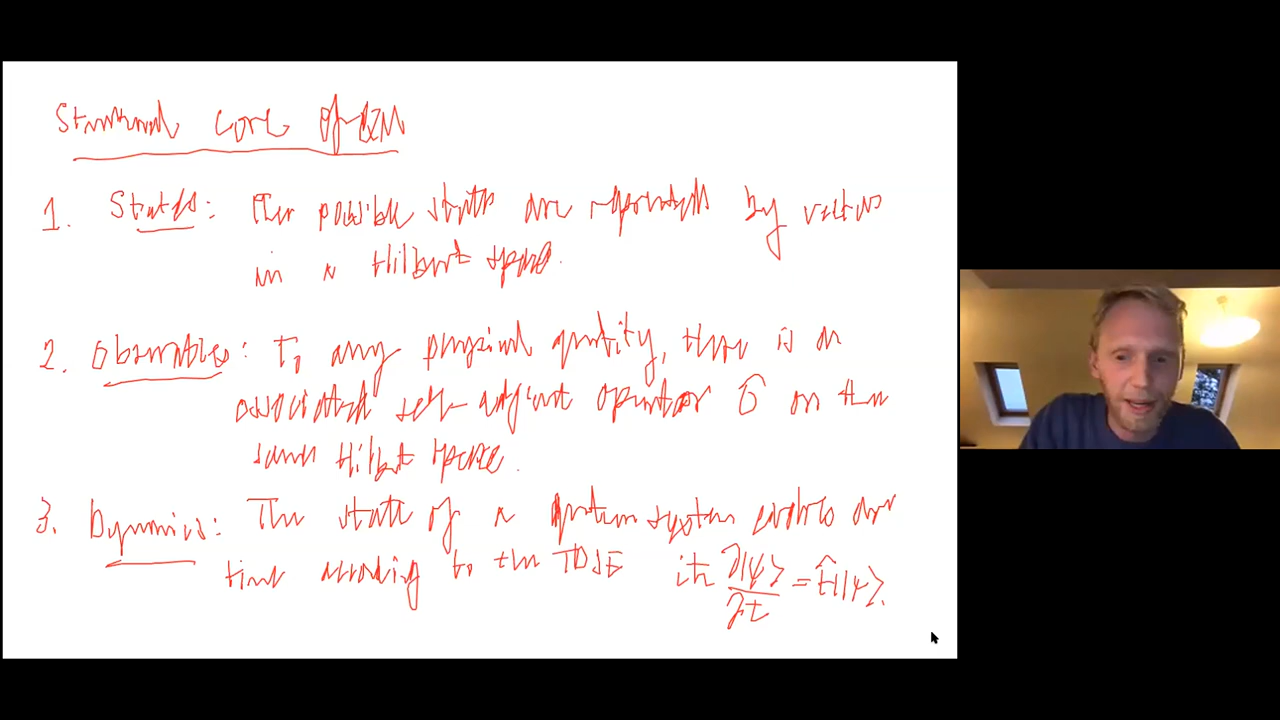 Structural core of QM
1. States: The possible states are represented by vectors
in a Hilbert space.
2. Observables: To any physical quantity, there is an
associated self-adjoint operator Ô on the
same Hilbert space.
3. Dynamics: The state of a quantum system evolves over
time according to the TDSE iħ ∂|ψ⟩/∂t = Ĥ|ψ⟩.